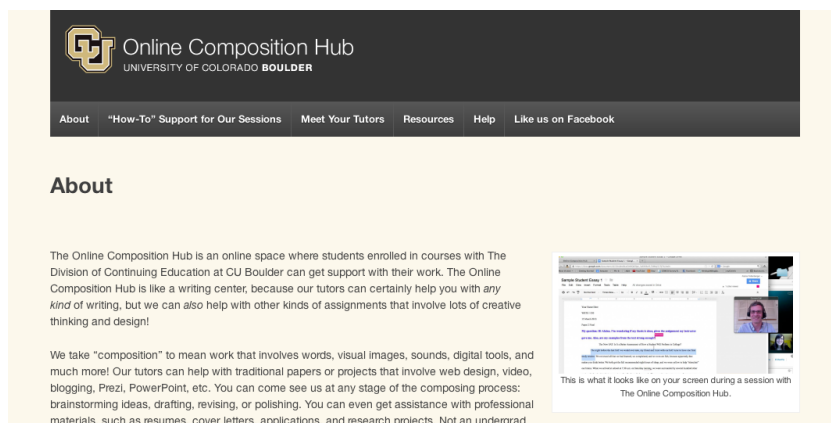 CU
Online Composition Hub
UNIVERSITY OF COLORADO BOULDER
About
“How-To” Support for Our Sessions
Meet Your Tutors
Resources
Help
Like us on Facebook
About
The Online Composition Hub is an online space where students enrolled in courses with The
Division of Continuing Education at CU Boulder can get support with their work. The Online
Composition Hub is like a writing center, because our tutors can certainly help you with any
kind of writing, but we can also help with other kinds of assignments that involve lots of creative
thinking and design!
We take “composition” to mean work that involves words, visual images, sounds, digital tools, and
much more! Our tutors can help with traditional papers or projects that involve web design, video,
blogging, Prezi, PowerPoint, etc. You can come see us at any stage of the composing process:
brainstorming ideas, drafting, revising, or polishing. You can even get assistance with professional
materials, such as resumes, cover letters, applications, and research projects. Not an undergrad
Sample Student Essay 1
This is what it looks like on your screen during a session with
The Online Composition Hub.